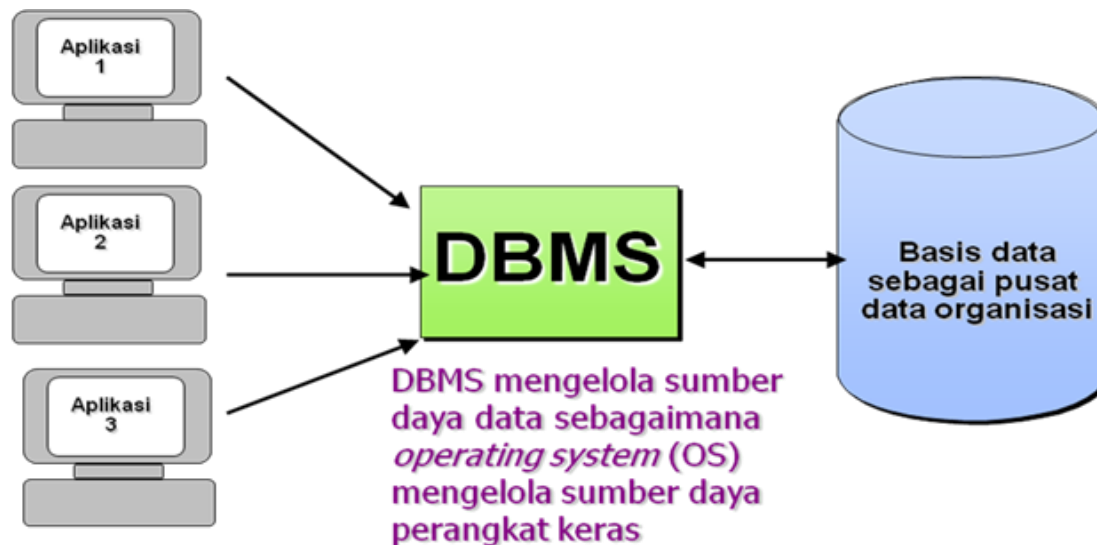 Aplikasi
1
Aplikasi
2
Aplikasi
3
DBMS
DBMS mengelola sumber
daya data sebagaimana
operating system (OS)
mengelola sumber daya
perangkat keras
Basis data
sebagai pusat
data organisasi